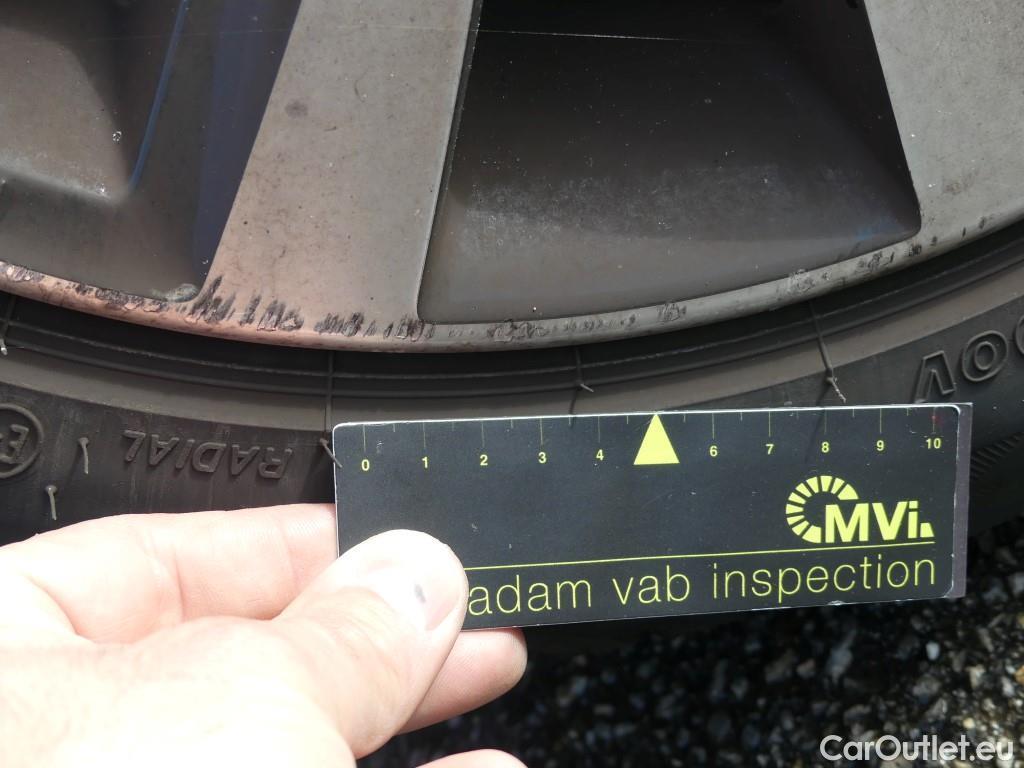 RADIAL
0 1 2 3 4 6 7 8 9 10
MVi.
adam vab inspection
CarOutlet.eu